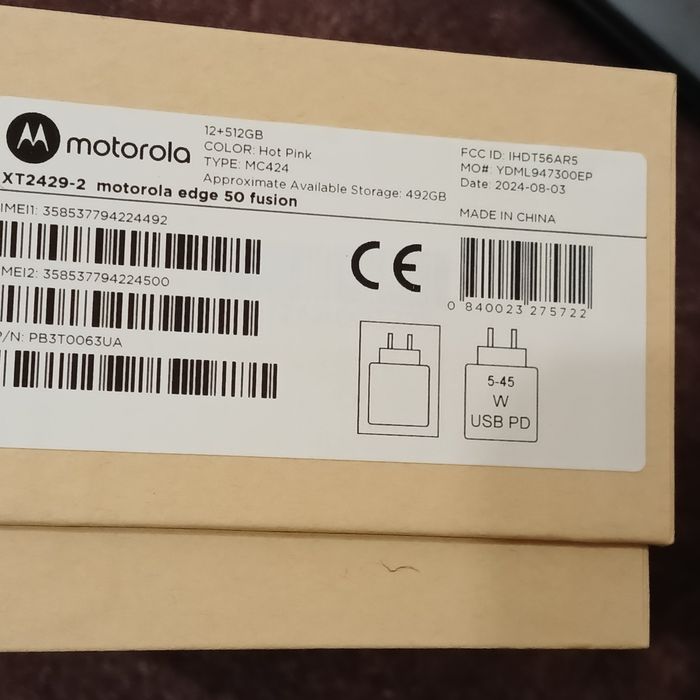 motorola
12+512GB
COLOR: Hot Pink
TYPE: MC424
Approximate Available Storage: 492GB
FCC ID: IHDT56AR5
MO#: YDML947300EP
Date: 2024-08-03
MADE IN CHINA
XT2429-2 motorola edge 50 fusion
IMEI1: 358537794224492
MEI2: 358537794224500
P/N: PB3T0063UA
CE
0 840023 275722
5-45
W
USB PD